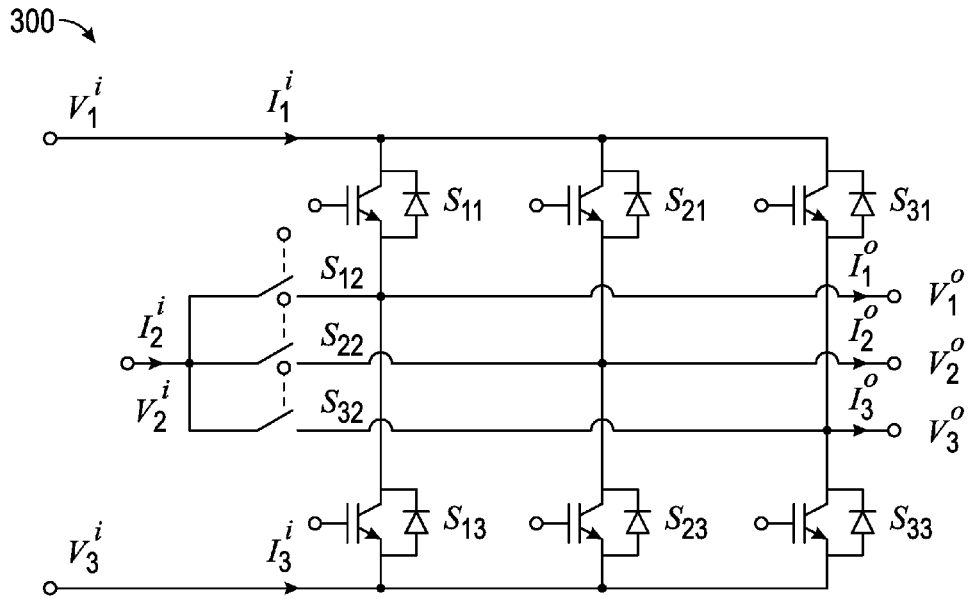 300
V₁ⁱ I₁ⁱ
S₁₁ S₂₁ S₃₁
S₁₂ I₁ᵒ V₁ᵒ
I₂ⁱ S₂₂ I₂ᵒ V₂ᵒ
V₂ⁱ S₃₂ I₃ᵒ V₃ᵒ
S₁₃ S₂₃ S₃₃
V₃ⁱ I₃ⁱ